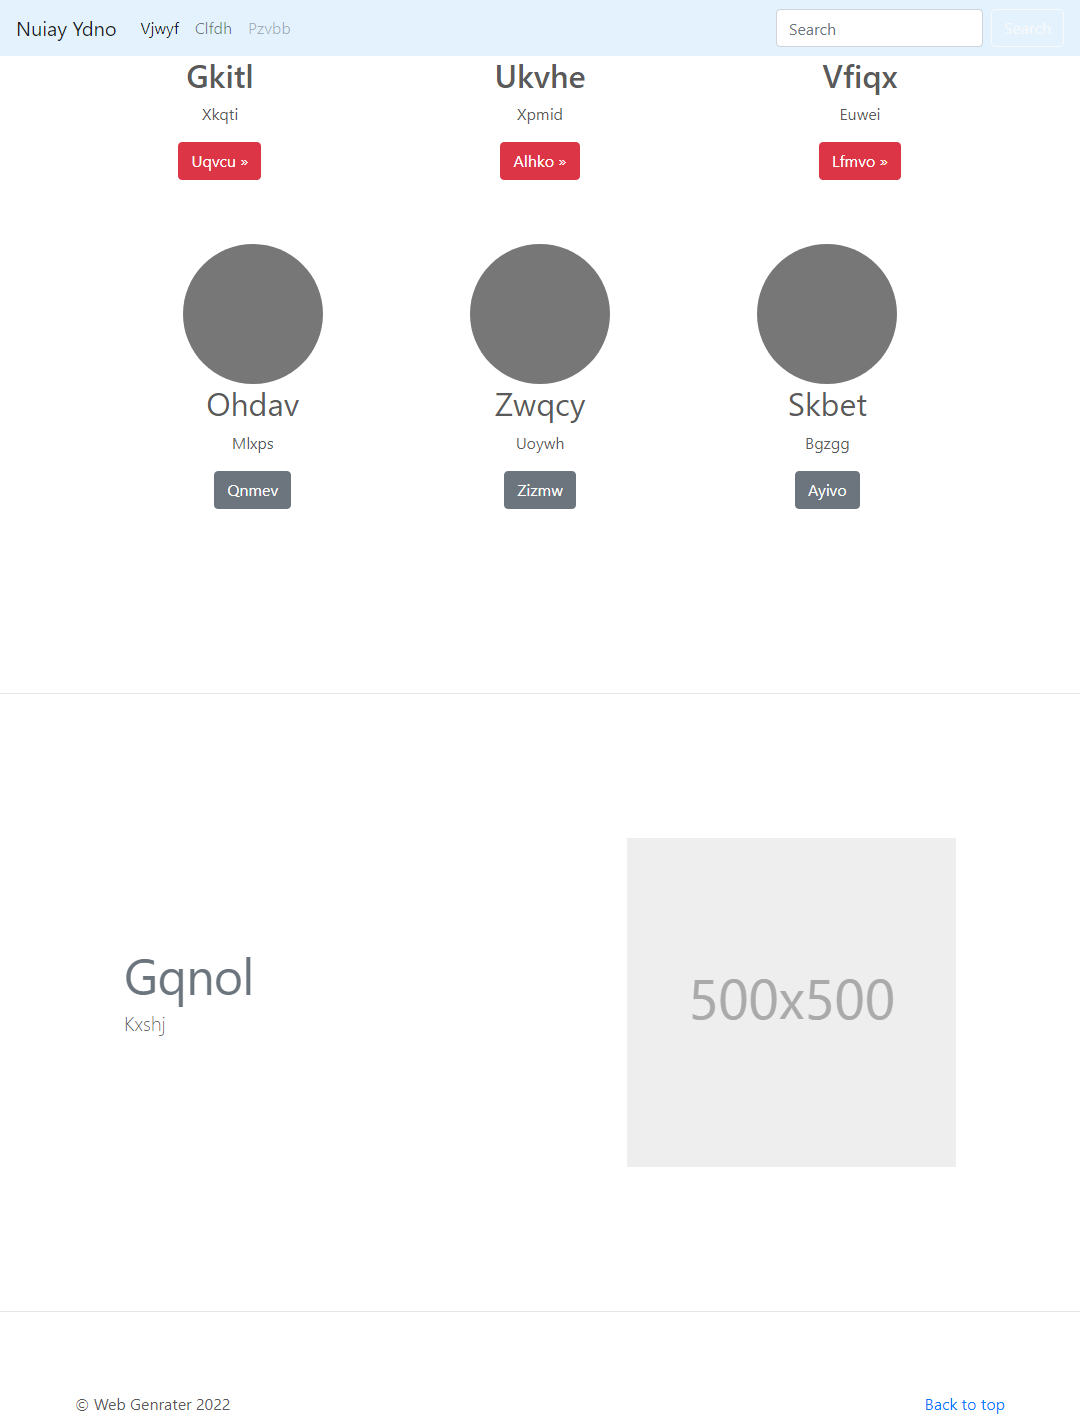 Nuiay Ydno Vjwyf Clfdh Pzvbb Search Search
Gkitl Ukvhe Vfiqx
Xkqti Xpmid Euwei
Uqvcu » Alhko » Lfmvo »
Ohdav Zwqcy Skbet
Mlxps Uoywh Bgzgg
Qnmev Zizmw Ayivo
Gqnol
Kxshj
500x500
© Web Genrater 2022 Back to top